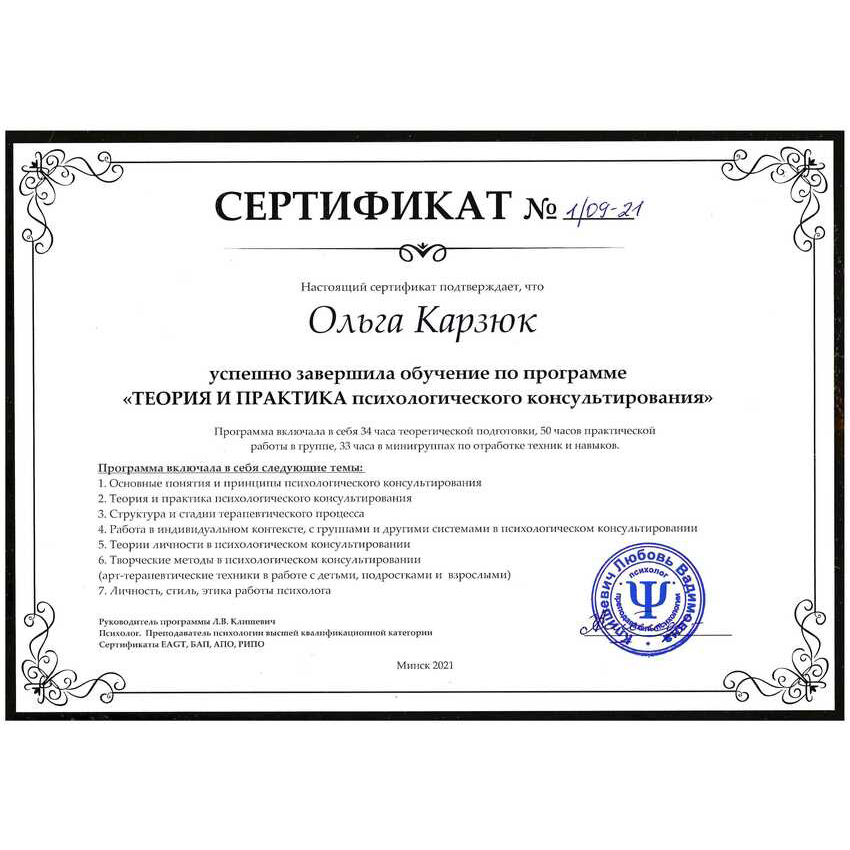 СЕРТИФИКАТ № 1/09-21
Настоящий сертификат подтверждает, что
Ольга Карзюк
успешно завершила обучение по программе
«ТЕОРИЯ И ПРАКТИКА психологического консультирования»
Программа включала в себя 34 часа теоретической подготовки, 50 часов практической
работы в группе, 33 часа в минигруппах по отработке техник и навыков.
Программа включала в себя следующие темы:
1. Основные понятия и принципы психологического консультирования
2. Теория и практика психологического консультирования
3. Структура и стадии терапевтического процесса
4. Работа в индивидуальном контексте, с группами и другими системами в психологическом консультировании
5. Теории личности в психологическом консультировании
6. Творческие методы в психологическом консультировании
(арт-терапевтические техники в работе с детьми, подростками и взрослыми)
7. Личность, стиль, этика работы психолога
Руководитель программы Л.В. Клишевич
Психолог. Преподаватель психологии высшей квалификационной категории
Сертификаты EAGT, БАП, АПО, РИПО
Клишевич Любовь Вадимовна
психолог
преподаватель психологии
Ψ
Минск 2021